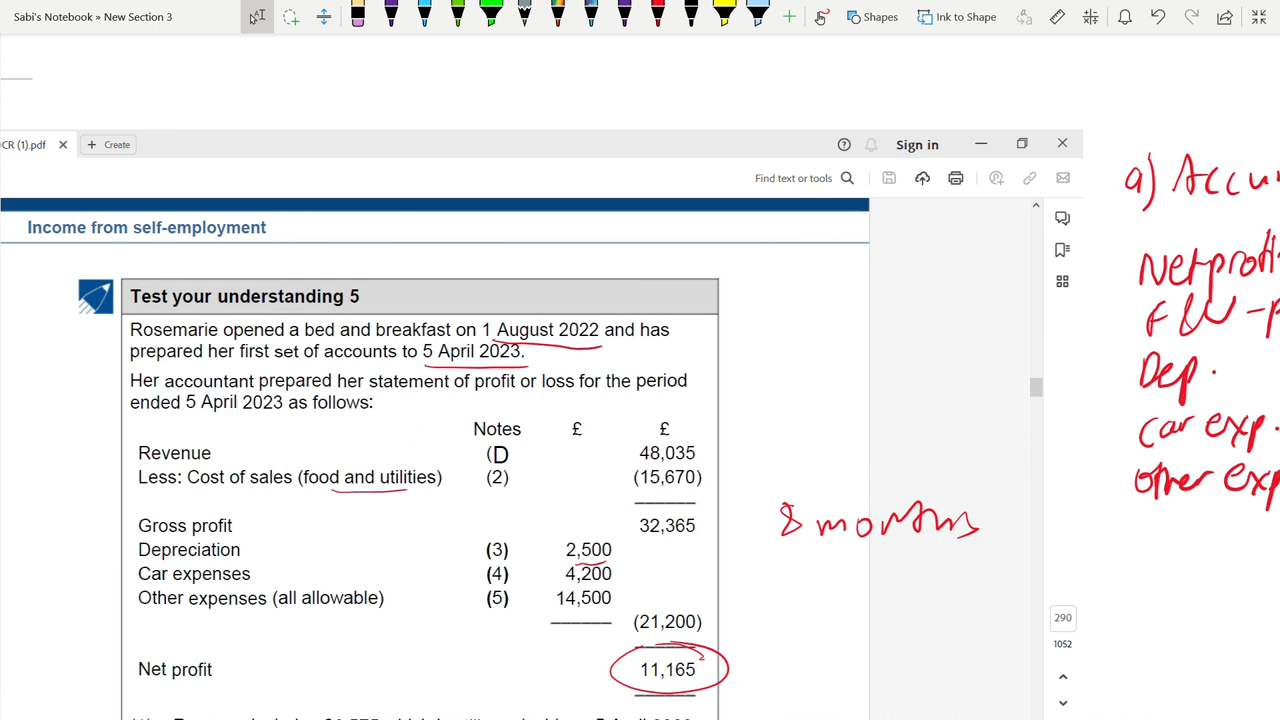 Sabi's Notebook » New Section 3
Shapes
Ink to Shape
CR (1).pdf
Create
Sign in
Find text or tools
a) Accu
Income from self-employment
Net profit
Test your understanding 5
Rosemarie opened a bed and breakfast on 1 August 2022 and has
prepared her first set of accounts to 5 April 2023.
Dep.
Her accountant prepared her statement of profit or loss for the period
ended 5 April 2023 as follows:
Car exp.
Notes £ £
Revenue (D 48,035
Less: Cost of sales (food and utilities) (2) (15,670)
other exp
Gross profit 32,365
8 months
Depreciation (3) 2,500
Car expenses (4) 4,200
Other expenses (all allowable) (5) 14,500
(21,200)
290
1052
Net profit 11,165